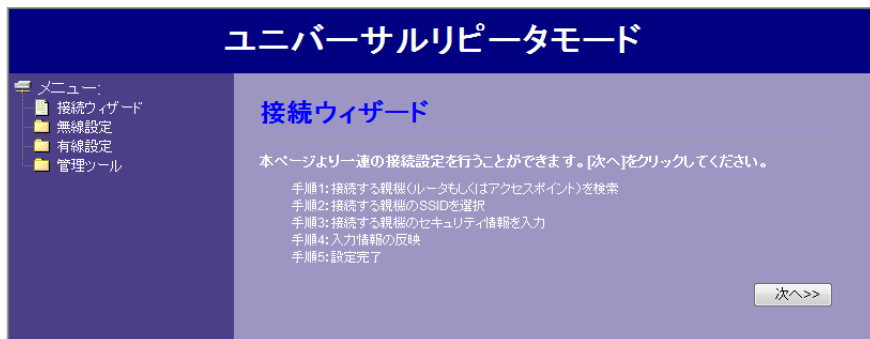 ユニバーサルリピータモード
メニュー:
接続ウィザード
無線設定
有線設定
管理ツール
接続ウィザード
本ページより一連の接続設定を行うことができます。[次へ]をクリックしてください。
手順1:接続する親機(ルータもしくはアクセスポイント)を検索
手順2:接続する親機のSSIDを選択
手順3:接続する親機のセキュリティ情報を入力
手順4:入力情報の反映
手順5:設定完了
次へ>>